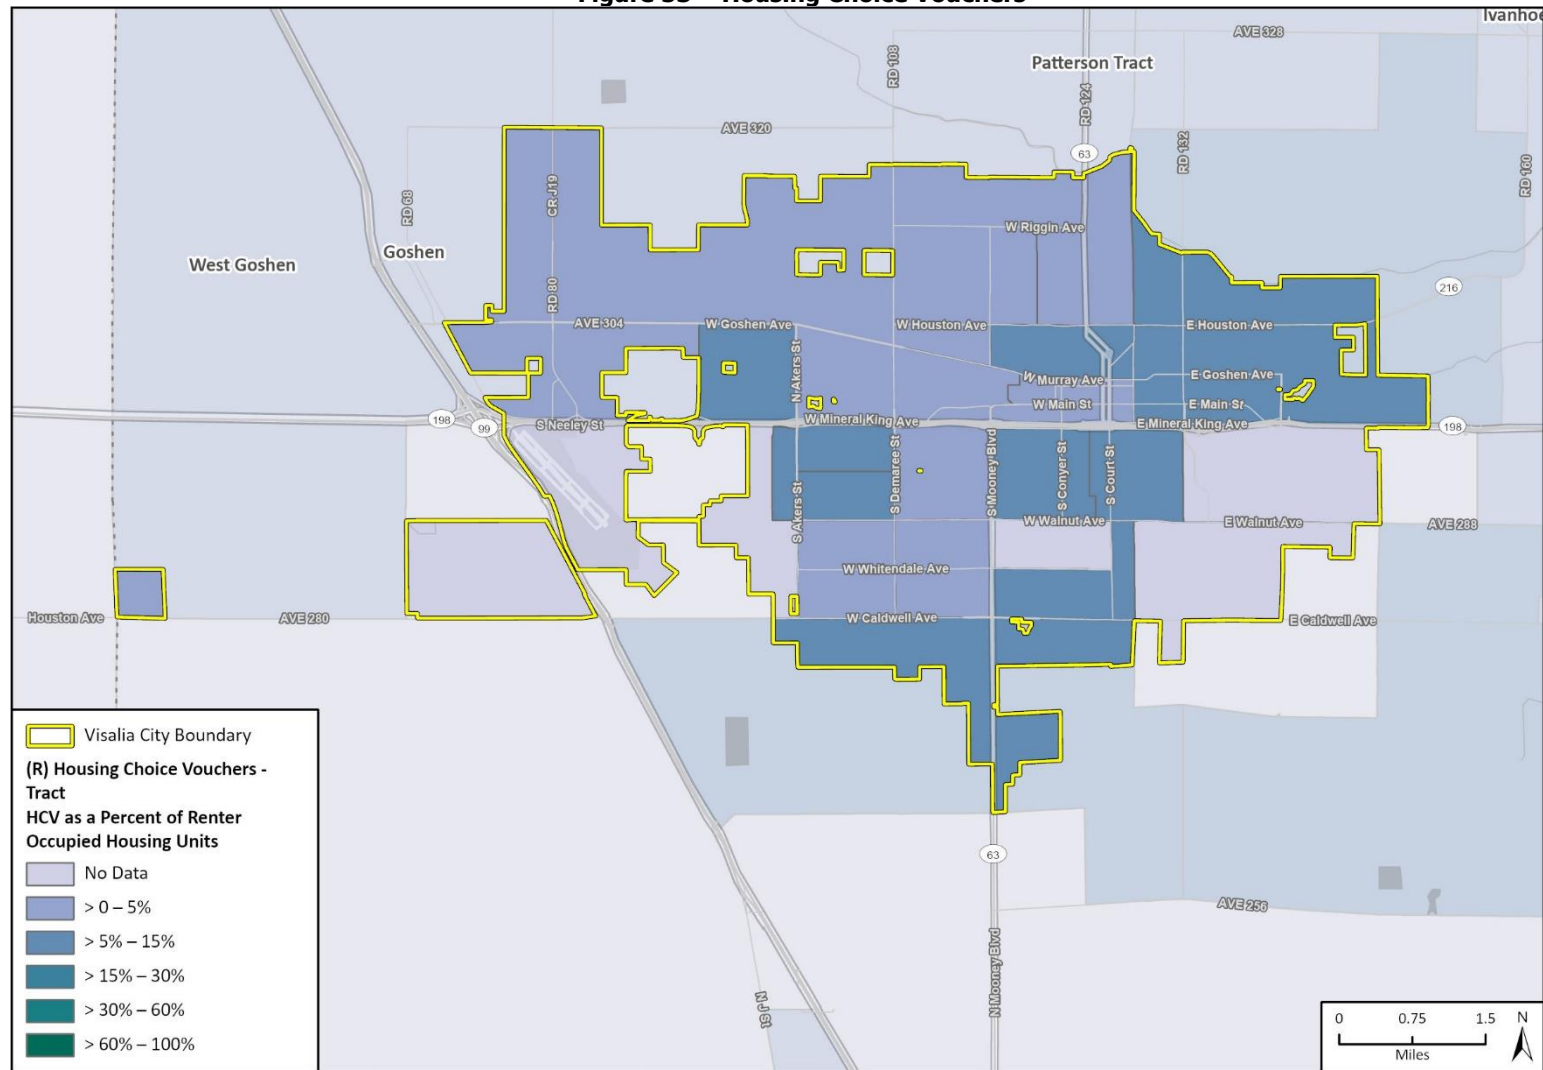 Figure 33 – Housing Choice Vouchers
Ivanhoe
AVE 328
Patterson Tract
RD 108
RD 124
63
AVE 320
RD 132
RD 160
CR J19
RD 68
W Riggin Ave
Goshen
West Goshen
RD 80
216
AVE 304
W Goshen Ave
W Houston Ave
E Houston Ave
N Akers St
W Murray Ave
E Goshen Ave
W Main St
E Main St
198
99
S Neeley St
W Mineral King Ave
E Mineral King Ave
198
S Akers St
S Demaree St
S Mooney Blvd
S Conyer St
S Court St
W Walnut Ave
E Walnut Ave
AVE 288
W Whitendale Ave
Houston Ave
AVE 280
W Caldwell Ave
E Caldwell Ave
63
AVE 256
N Mooney Blvd
N J St
Visalia City Boundary
(R) Housing Choice Vouchers -
Tract
HCV as a Percent of Renter
Occupied Housing Units
No Data
> 0 – 5%
> 5% – 15%
> 15% – 30%
> 30% – 60%
> 60% – 100%
0 0.75 1.5 N
Miles